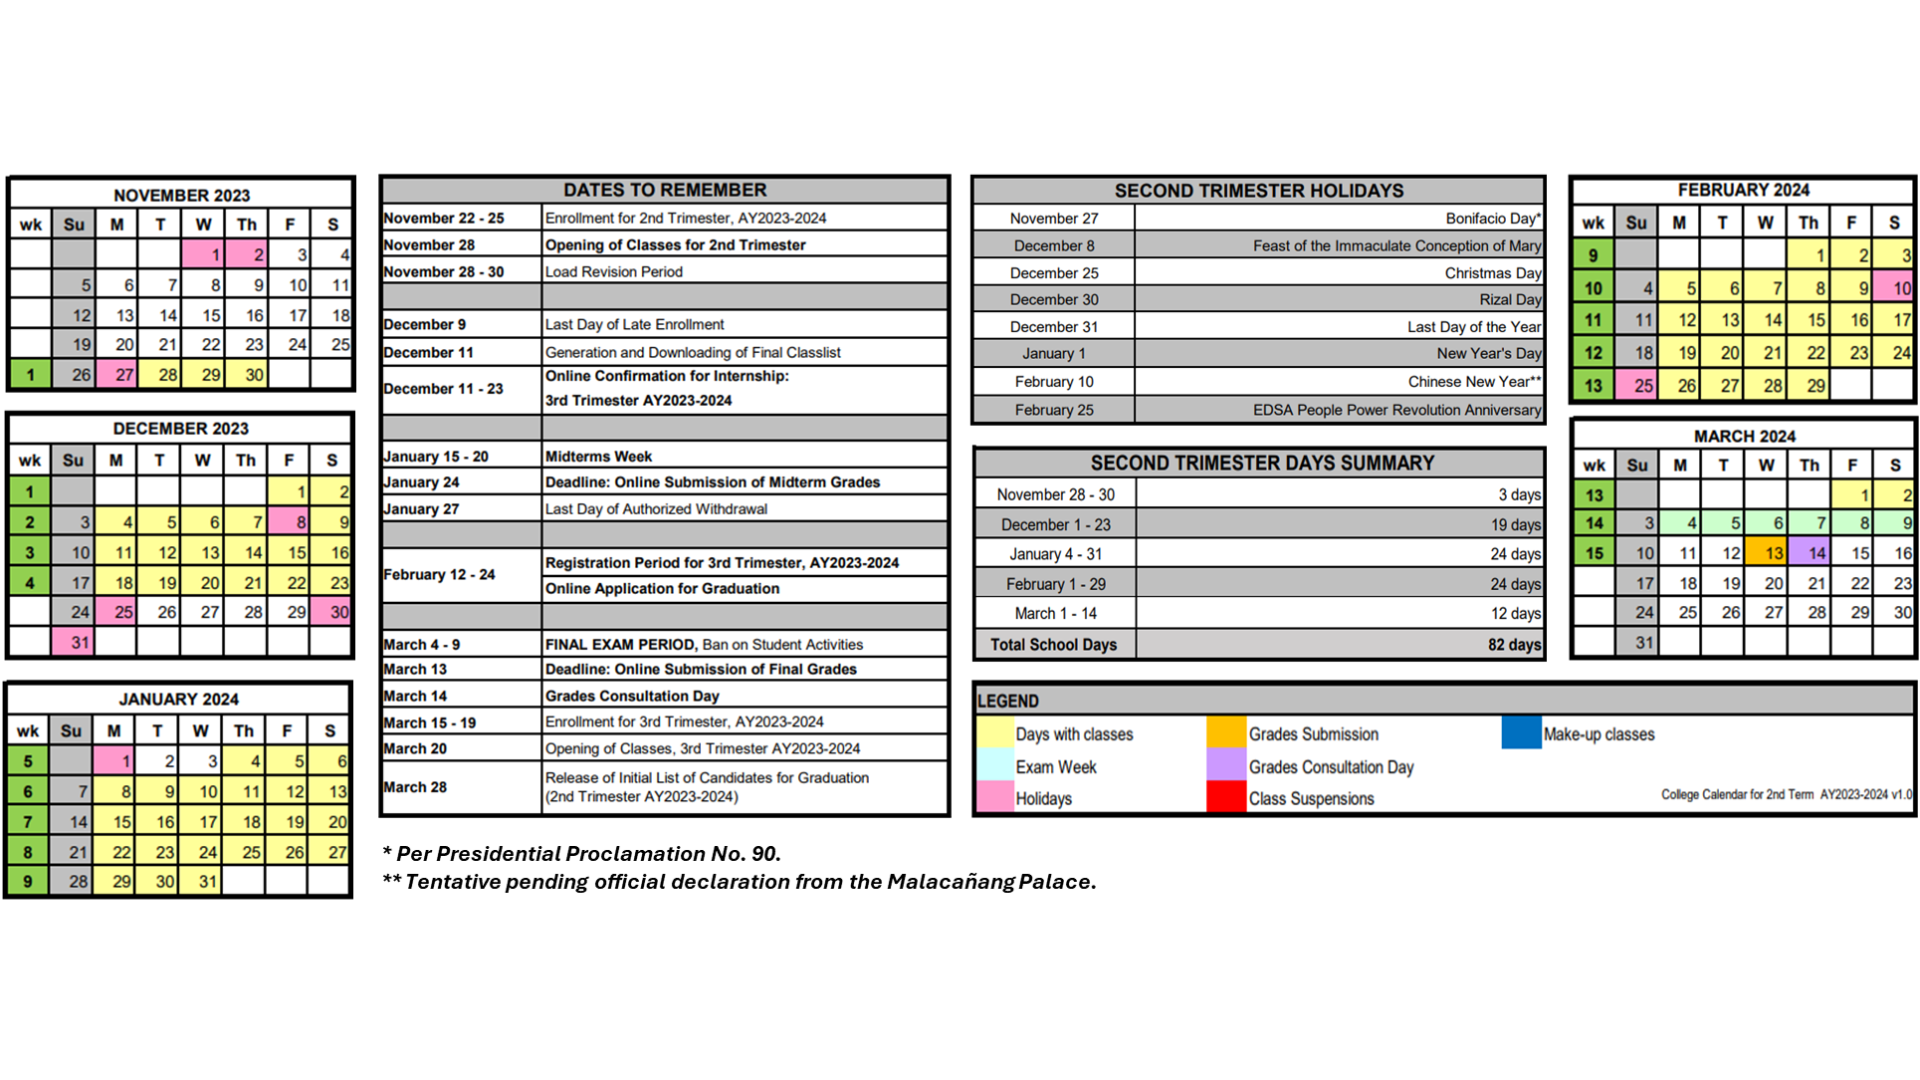 NOVEMBER 2023
wk Su M T W Th F S
1 2 3 4
5 6 7 8 9 10 11
12 13 14 15 16 17 18
19 20 21 22 23 24 25
1 26 27 28 29 30
DECEMBER 2023
wk Su M T W Th F S
1 1 2
2 3 4 5 6 7 8 9
3 10 11 12 13 14 15 16
4 17 18 19 20 21 22 23
24 25 26 27 28 29 30
31
JANUARY 2024
wk Su M T W Th F S
5 1 2 3 4 5 6
6 7 8 9 10 11 12 13
7 14 15 16 17 18 19 20
8 21 22 23 24 25 26 27
9 28 29 30 31
DATES TO REMEMBER
November 22 - 25 Enrollment for 2nd Trimester, AY2023-2024
November 28 Opening of Classes for 2nd Trimester
November 28 - 30 Load Revision Period
December 9 Last Day of Late Enrollment
December 11 Generation and Downloading of Final Classlist
December 11 - 23 Online Confirmation for Internship:
3rd Trimester AY2023-2024
January 15 - 20 Midterms Week
January 24 Deadline: Online Submission of Midterm Grades
January 27 Last Day of Authorized Withdrawal
February 12 - 24 Registration Period for 3rd Trimester, AY2023-2024
Online Application for Graduation
March 4 - 9 FINAL EXAM PERIOD, Ban on Student Activities
March 13 Deadline: Online Submission of Final Grades
March 14 Grades Consultation Day
March 15 - 19 Enrollment for 3rd Trimester, AY2023-2024
March 20 Opening of Classes, 3rd Trimester AY2023-2024
March 28 Release of Initial List of Candidates for Graduation
(2nd Trimester AY2023-2024)
* Per Presidential Proclamation No. 90.
** Tentative pending official declaration from the Malacañang Palace.
SECOND TRIMESTER HOLIDAYS
November 27 Bonifacio Day*
December 8 Feast of the Immaculate Conception of Mary
December 25 Christmas Day
December 30 Rizal Day
December 31 Last Day of the Year
January 1 New Year's Day
February 10 Chinese New Year**
February 25 EDSA People Power Revolution Anniversary
SECOND TRIMESTER DAYS SUMMARY
November 28 - 30 3 days
December 1 - 23 19 days
January 4 - 31 24 days
February 1 - 29 24 days
March 1 - 14 12 days
Total School Days 82 days
FEBRUARY 2024
wk Su M T W Th F S
9 1 2 3
10 4 5 6 7 8 9 10
11 11 12 13 14 15 16 17
12 18 19 20 21 22 23 24
13 25 26 27 28 29
MARCH 2024
wk Su M T W Th F S
13 1 2
14 3 4 5 6 7 8 9
15 10 11 12 13 14 15 16
17 18 19 20 21 22 23
24 25 26 27 28 29 30
31
LEGEND
Days with classes Grades Submission Make-up classes
Exam Week Grades Consultation Day
Holidays Class Suspensions
College Calendar for 2nd Term AY2023-2024 v1.0